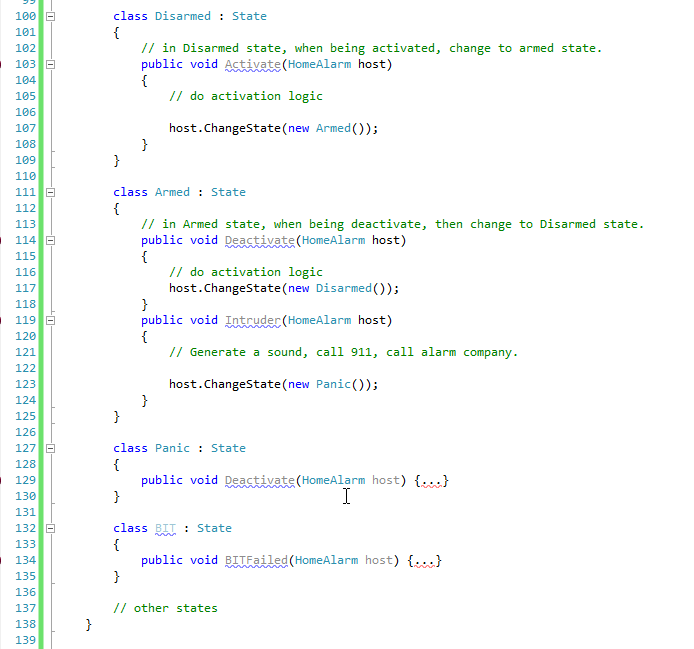 99
100 class Disarmed : State
101 {
102 // in Disarmed state, when being activated, change to armed state.
103 public void Activate(HomeAlarm host)
104 {
105 // do activation logic
106
107 host.ChangeState(new Armed());
108 }
109 }
110
111 class Armed : State
112 {
113 // in Armed state, when being deactivate, then change to Disarmed state.
114 public void Deactivate(HomeAlarm host)
115 {
116 // do activation logic
117 host.ChangeState(new Disarmed());
118 }
119 public void Intruder(HomeAlarm host)
120 {
121 // Generate a sound, call 911, call alarm company.
122
123 host.ChangeState(new Panic());
124 }
125 }
126
127 class Panic : State
128 {
129 public void Deactivate(HomeAlarm host) {...}
130 }
131
132 class BIT : State
133 {
134 public void BITFailed(HomeAlarm host) {...}
135 }
136
137 // other states
138 }
139